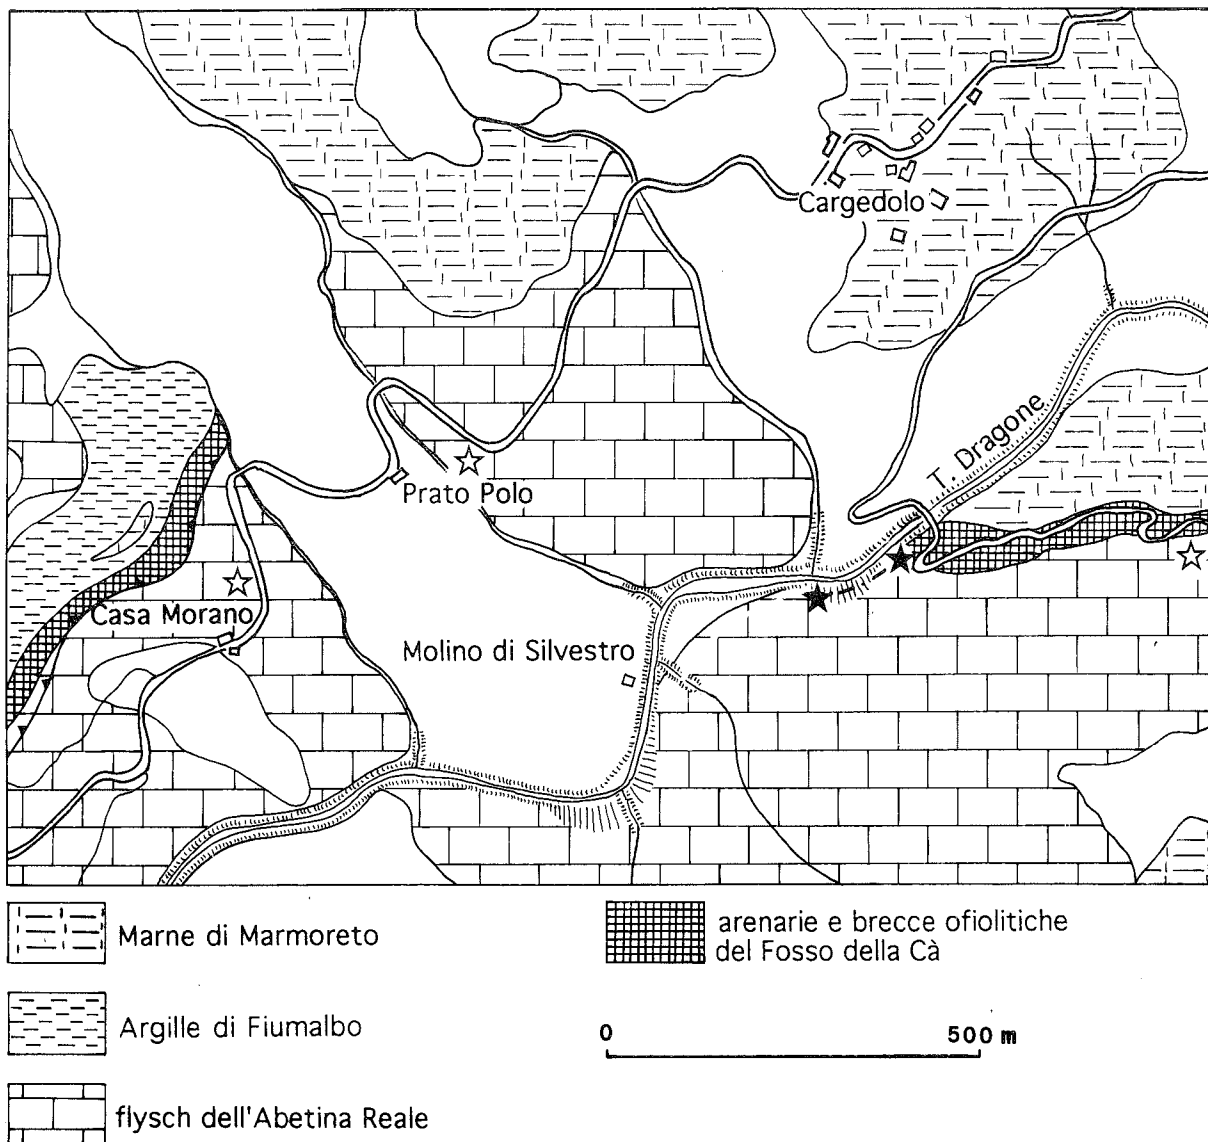 Cargedolo
T. Dragone
Prato Polo
Casa Morano
Molino di Silvestro
Marne di Marmoreto
arenarie e brecce ofiolitiche
del Fosso della Cà
Argille di Fiumalbo
0 500 m
flysch dell'Abetina Reale